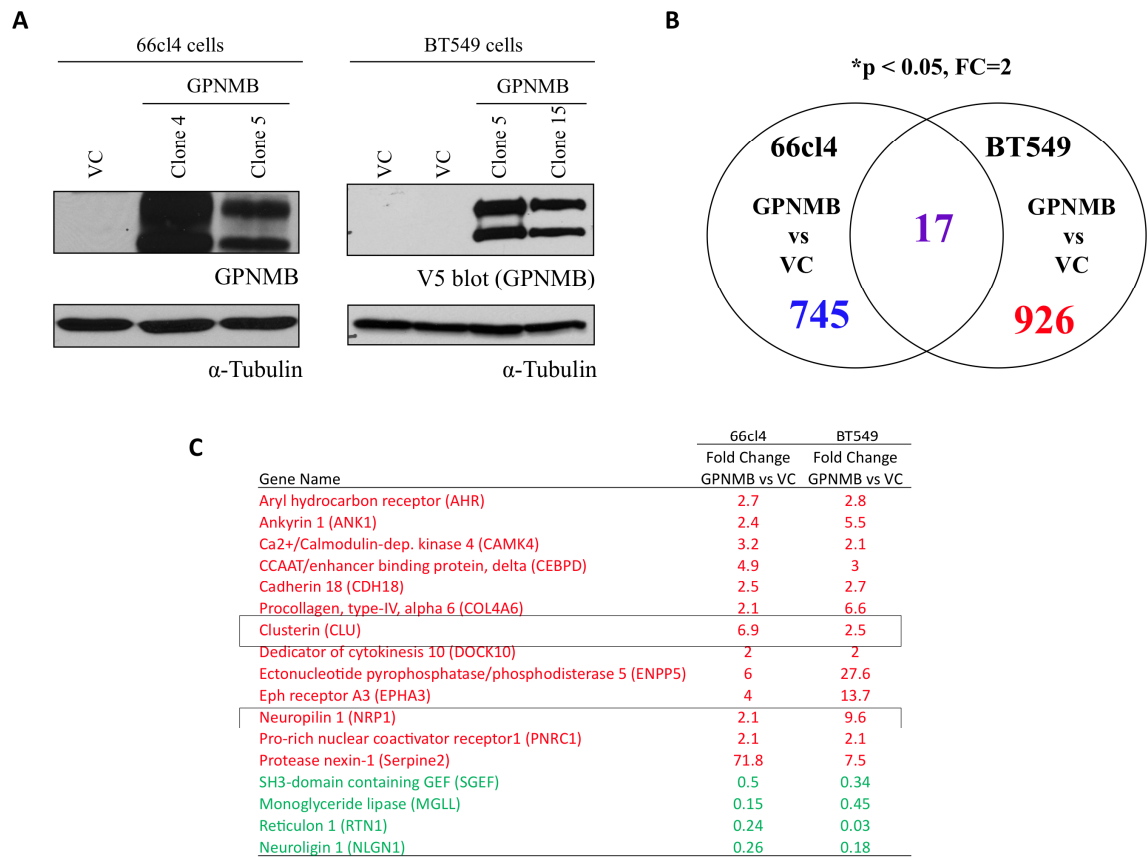 A
66cl4 cells
GPNMB
VC
Clone 4
Clone 5
GPNMB
α-Tubulin
BT549 cells
GPNMB
VC
VC
Clone 5
Clone 15
V5 blot (GPNMB)
α-Tubulin
B
*p < 0.05, FC=2
66cl4
GPNMB
vs
VC
745
17
BT549
GPNMB
vs
VC
926
C
66cl4 BT549
Fold Change Fold Change
Gene Name GPNMB vs VC GPNMB vs VC
Aryl hydrocarbon receptor (AHR) 2.7 2.8
Ankyrin 1 (ANK1) 2.4 5.5
Ca2+/Calmodulin-dep. kinase 4 (CAMK4) 3.2 2.1
CCAAT/enhancer binding protein, delta (CEBPD) 4.9 3
Cadherin 18 (CDH18) 2.5 2.7
Procollagen, type-IV, alpha 6 (COL4A6) 2.1 6.6
Clusterin (CLU) 6.9 2.5
Dedicator of cytokinesis 10 (DOCK10) 2 2
Ectonucleotide pyrophosphatase/phosphodisterase 5 (ENPP5) 6 27.6
Eph receptor A3 (EPHA3) 4 13.7
Neuropilin 1 (NRP1) 2.1 9.6
Pro-rich nuclear coactivator receptor1 (PNRC1) 2.1 2.1
Protease nexin-1 (Serpine2) 71.8 7.5
SH3-domain containing GEF (SGEF) 0.5 0.34
Monoglyceride lipase (MGLL) 0.15 0.45
Reticulon 1 (RTN1) 0.24 0.03
Neuroligin 1 (NLGN1) 0.26 0.18